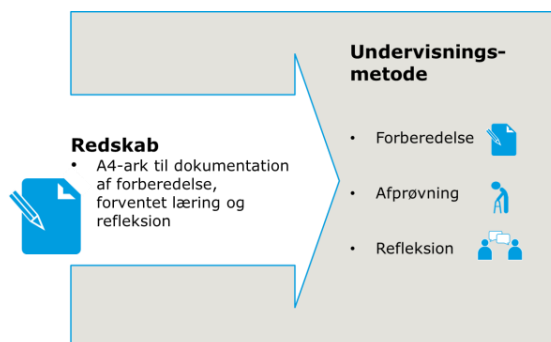 Redskab
• A4-ark til dokumentation
af forberedelse,
forventet læring og
refleksion
Undervisnings-
metode
• Forberedelse
• Afprøvning
• Refleksion